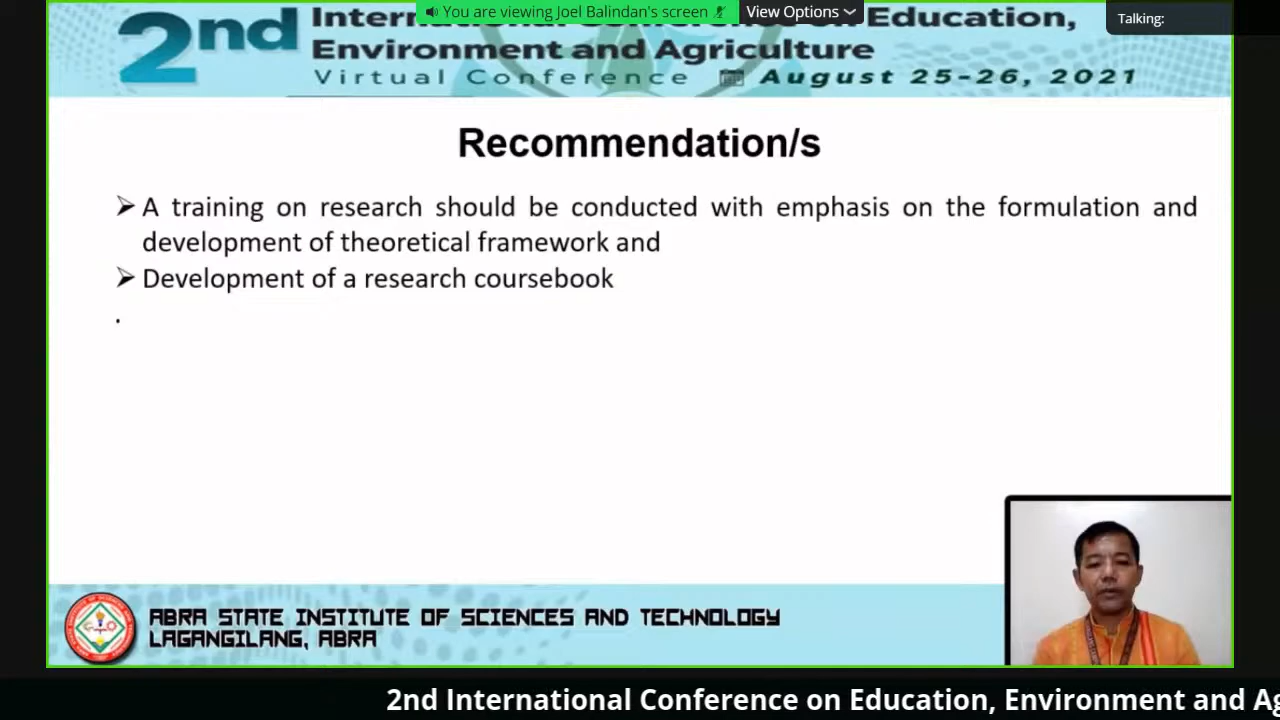 You are viewing Joel Balindan's screen
View Options
Talking:
2nd
International Conference on Education,
Environment and Agriculture
Virtual Conference August 25-26, 2021
Recommendation/s
➢ A training on research should be conducted with emphasis on the formulation and
development of theoretical framework and
➢ Development of a research coursebook
.
ABRA STATE INSTITUTE OF SCIENCES AND TECHNOLOGY
LAGANGILANG, ABRA
2nd International Conference on Education, Environment and Ag